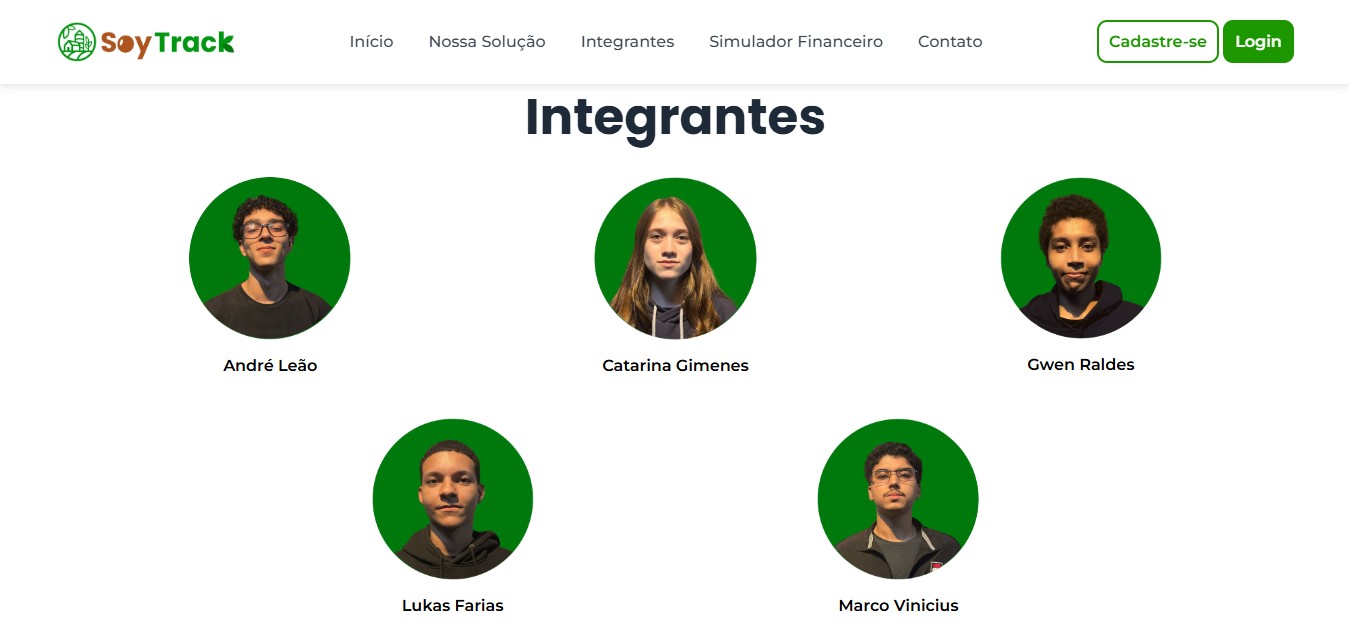 SoyTrack
Início Nossa Solução Integrantes Simulador Financeiro Contato Cadastre-se Login
Integrantes
André Leão Catarina Gimenes Gwen Raldes
Lukas Farias Marco Vinicius